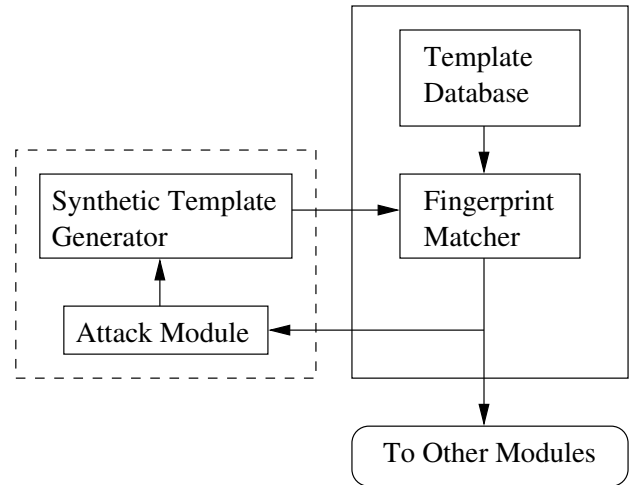 Template
Database
Synthetic Template
Generator
Fingerprint
Matcher
Attack Module
To Other Modules